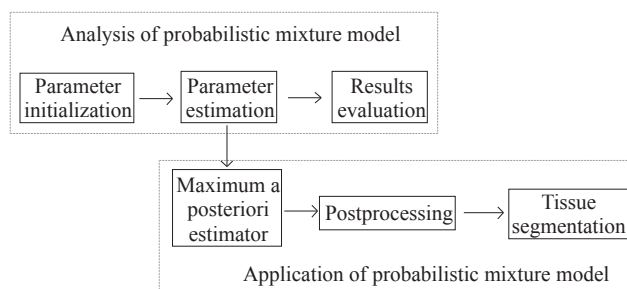 Analysis of probabilistic mixture model
Parameter
initialization
Parameter
estimation
Results
evaluation
Maximum a
posteriori
estimator
Postprocessing
Tissue
segmentation
Application of probabilistic mixture model